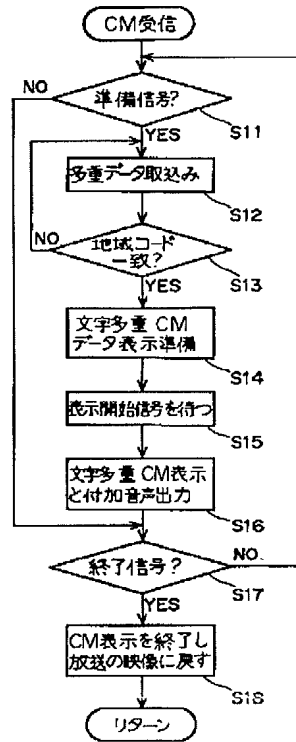 CM受信
NO
準備信号?
YES
S11
多重データ取込み
S12
NO
地域コード
一致?
YES
S13
文字多重CM
データ表示準備
S14
表示開始信号を待つ
S15
文字多重CM表示
と付加音声出力
S16
終了信号?
NO
YES
S17
CM表示を終了し
放送の映像に戻す
S18
リターン